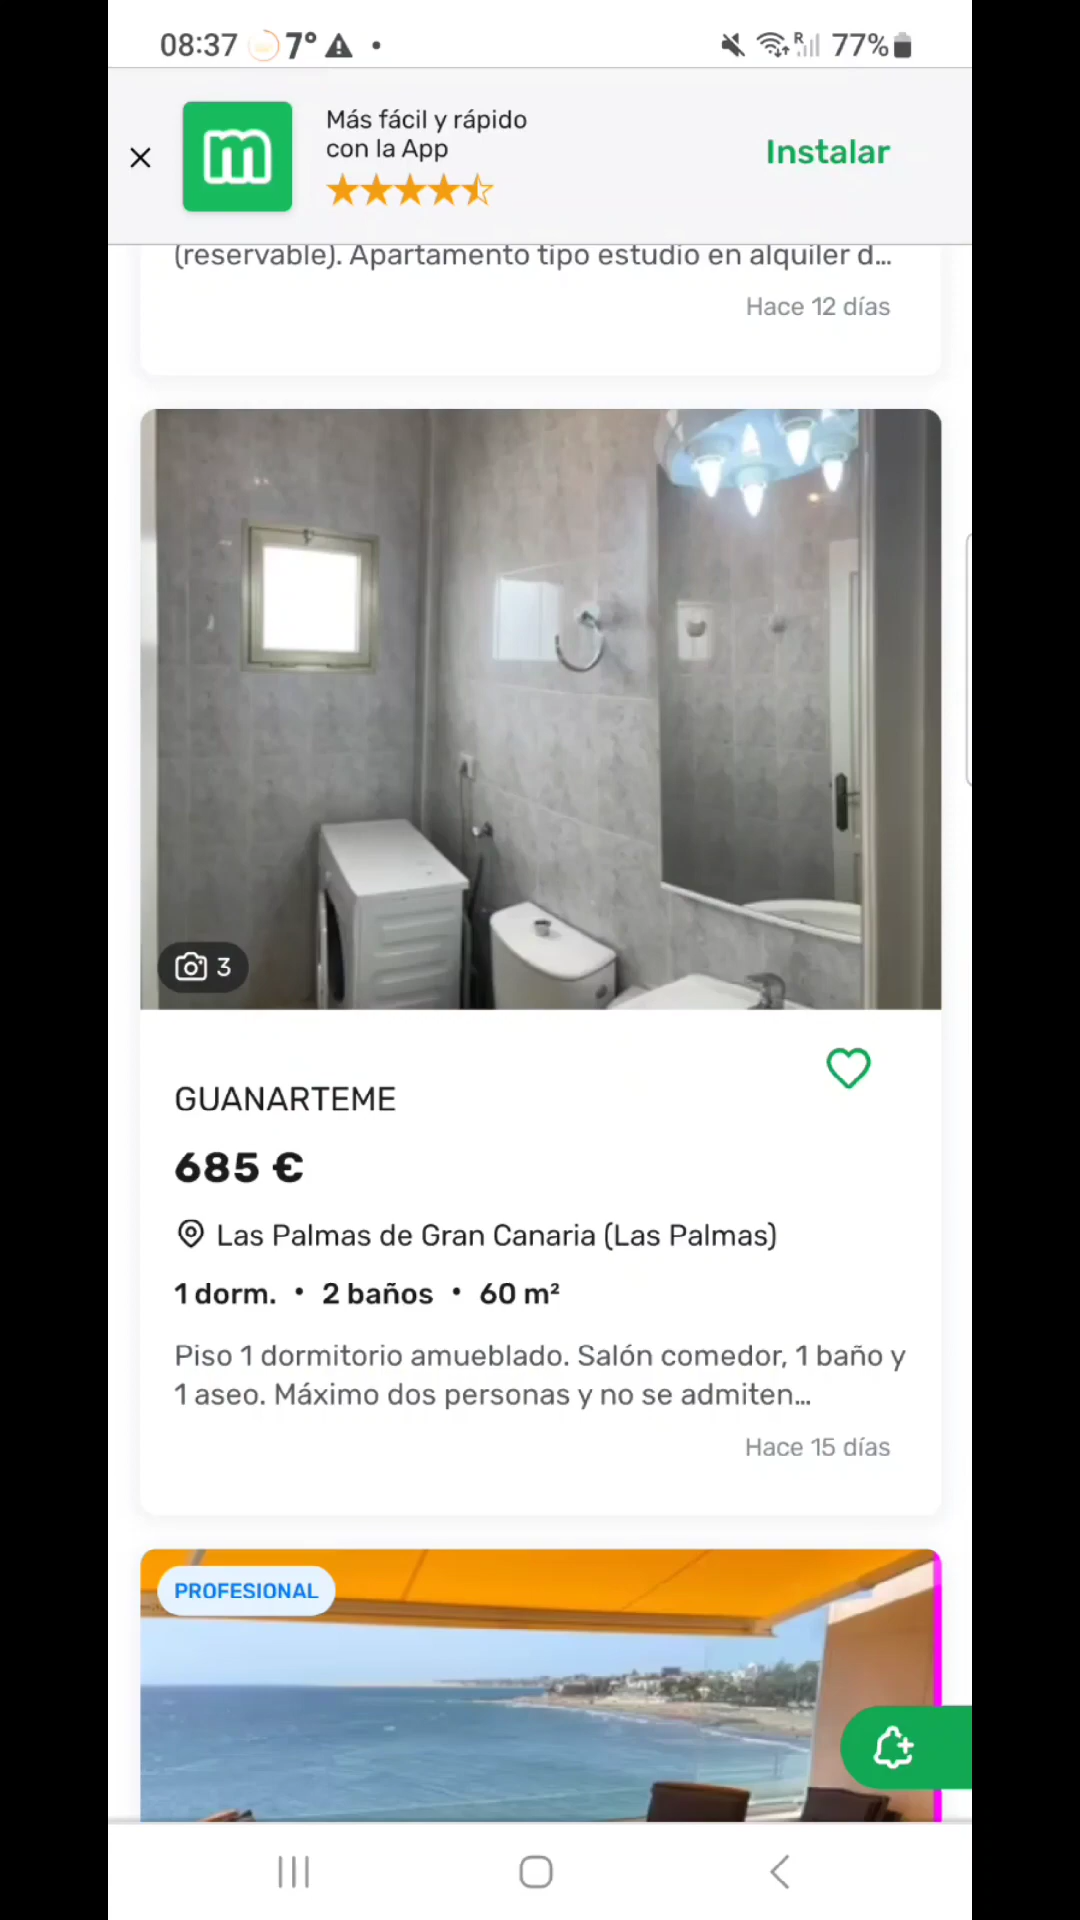 08:37 7°
R 77%
m
Más fácil y rápido
con la App
Instalar
(reservable). Apartamento tipo estudio en alquiler d...
Hace 12 días
3
GUANARTEME
685 €
Las Palmas de Gran Canaria (Las Palmas)
1 dorm. • 2 baños • 60 m²
Piso 1 dormitorio amueblado. Salón comedor, 1 baño y
1 aseo. Máximo dos personas y no se admiten...
Hace 15 días
PROFESIONAL